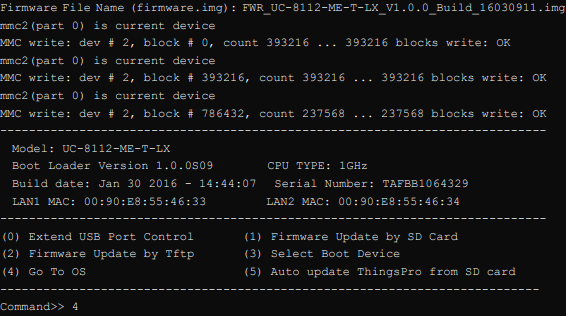 Firmware File Name (firmware.img): FWR_UC-8112-ME-T-LX_V1.0.0_Build_16030911.img
mmc2(part 0) is current device
MMC write: dev # 2, block # 0, count 393216 ... 393216 blocks write: OK
mmc2(part 0) is current device
MMC write: dev # 2, block # 393216, count 393216 ... 393216 blocks write: OK
mmc2(part 0) is current device
MMC write: dev # 2, block # 786432, count 237568 ... 237568 blocks write: OK
------------------------------------------------------------------------------
Model: UC-8112-ME-T-LX
Boot Loader Version 1.0.0S09 CPU TYPE: 1GHz
Build date: Jan 30 2016 - 14:44:07 Serial Number: TAFBB1064329
LAN1 MAC: 00:90:E8:55:46:33 LAN2 MAC: 00:90:E8:55:46:34
------------------------------------------------------------------------------
(0) Extend USB Port Control (1) Firmware Update by SD Card
(2) Firmware Update by Tftp (3) Select Boot Device
(4) Go To OS (5) Auto update ThingsPro from SD card
------------------------------------------------------------------------------
Command>> 4